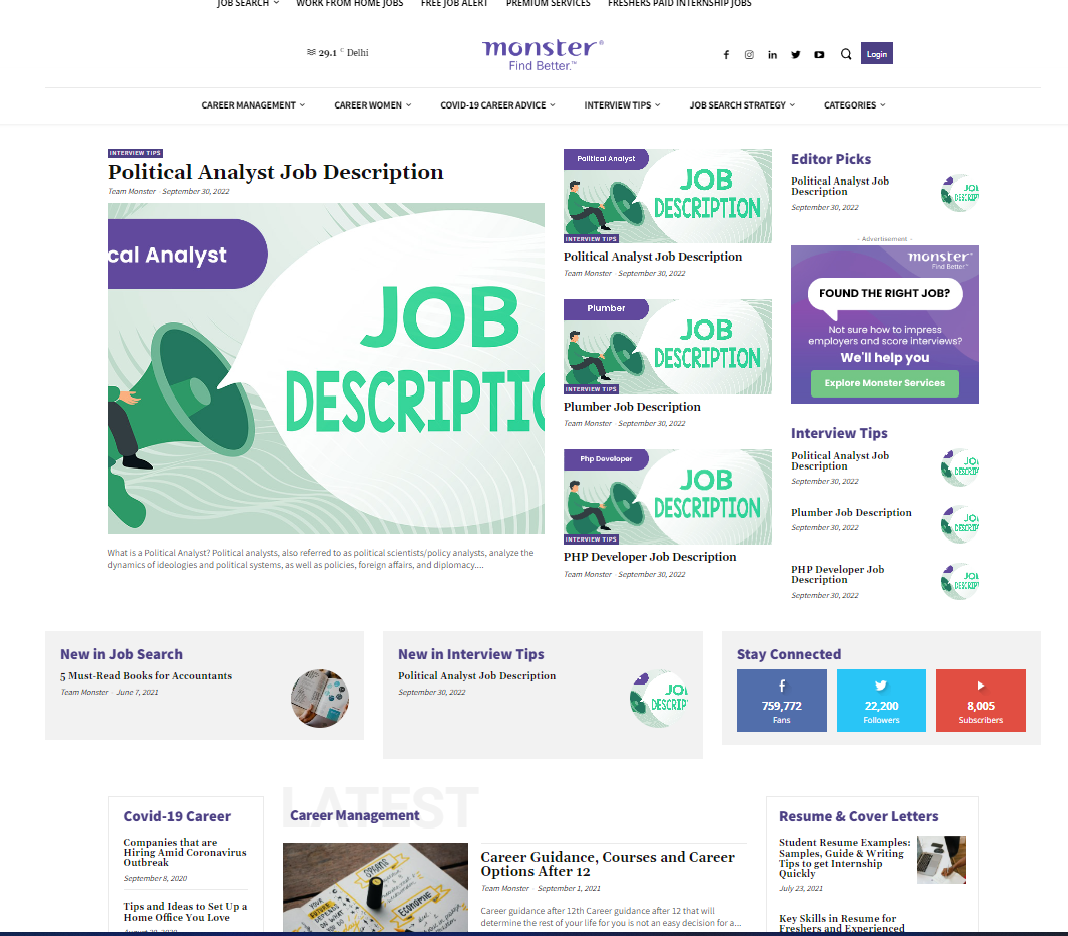 JOB SEARCH WORK FROM HOME JOBS FREE JOB ALERT PREMIUM SERVICES FRESHERS PAID INTERNSHIP JOBS
29.1 C Delhi
monster®
Find Better.™
Login
CAREER MANAGEMENT CAREER WOMEN COVID-19 CAREER ADVICE INTERVIEW TIPS JOB SEARCH STRATEGY CATEGORIES
INTERVIEW TIPS
Political Analyst Job Description
Team Monster - September 30, 2022
cal Analyst
JOB
DESCRIPTIO
What is a Political Analyst? Political analysts, also referred to as political scientists/policy analysts, analyze the
dynamics of ideologies and political systems, as well as policies, foreign affairs, and diplomacy....
Political Analyst
JOB
DESCRIPTION
INTERVIEW TIPS
Political Analyst Job Description
Team Monster - September 30, 2022
Plumber
JOB
DESCRIPTION
INTERVIEW TIPS
Plumber Job Description
Team Monster - September 30, 2022
Php Developer
JOB
DESCRIPTION
INTERVIEW TIPS
PHP Developer Job Description
Team Monster - September 30, 2022
Editor Picks
Political Analyst Job
Description
September 30, 2022
- Advertisement -
monster
Find Better™
FOUND THE RIGHT JOB?
Not sure how to impress
employers and score interviews?
We'll help you
Explore Monster Services
Interview Tips
Political Analyst Job
Description
September 30, 2022
Plumber Job Description
September 30, 2022
PHP Developer Job
Description
September 30, 2022
New in Job Search
5 Must-Read Books for Accountants
Team Monster - June 7, 2021
New in Interview Tips
Political Analyst Job Description
September 30, 2022
JOI
DESCRIP
Stay Connected
759,772
Fans
22,200
Followers
8,005
Subscribers
Covid-19 Career
Companies that are
Hiring Amid Coronavirus
Outbreak
September 8, 2020
Tips and Ideas to Set Up a
Home Office You Love
LATEST
Career Management
OPTIONS
ECONOMIC
Career Guidance, Courses and Career
Options After 12
Team Monster - September 1, 2021
Career guidance after 12th Career guidance after 12 that will
determine the rest of your life for you is not an easy decision for a...
Resume & Cover Letters
Student Resume Examples:
Samples, Guide & Writing
Tips to get Internship
Quickly
July 23, 2021
Key Skills in Resume for
Freshers and Experienced